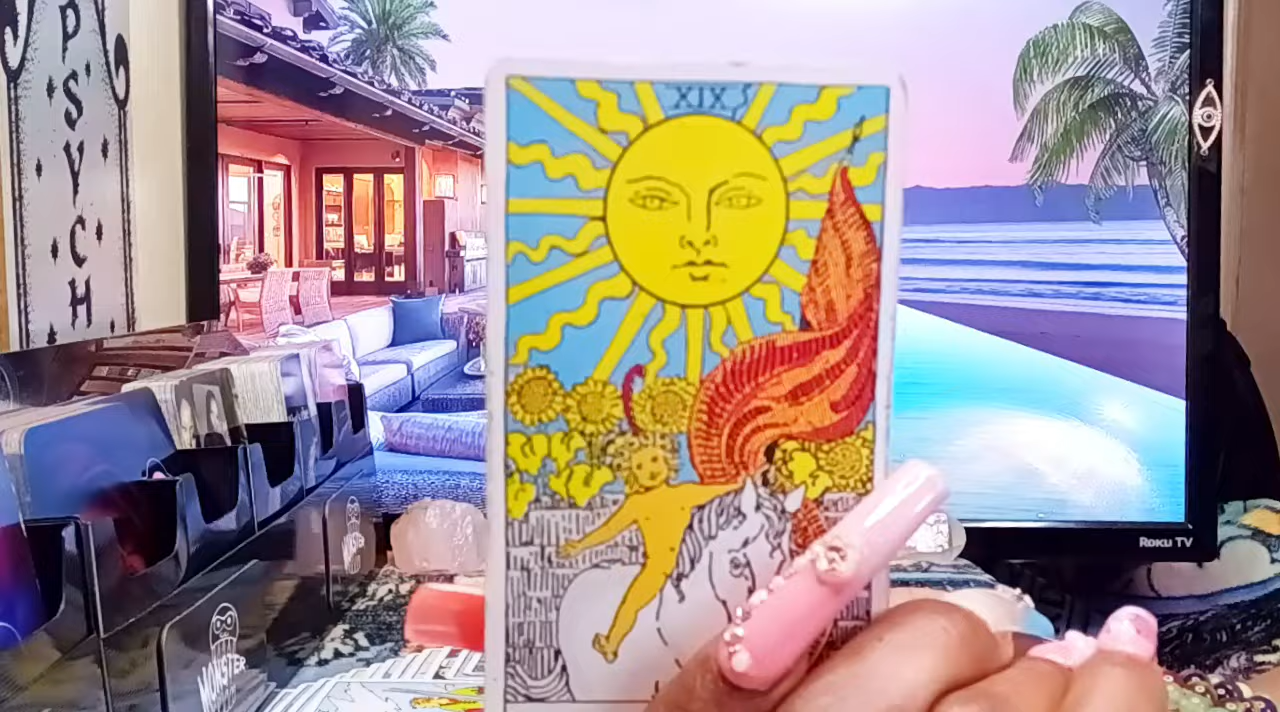 PSYCH
XIX
Roku TV
MONSTER
MONSTER